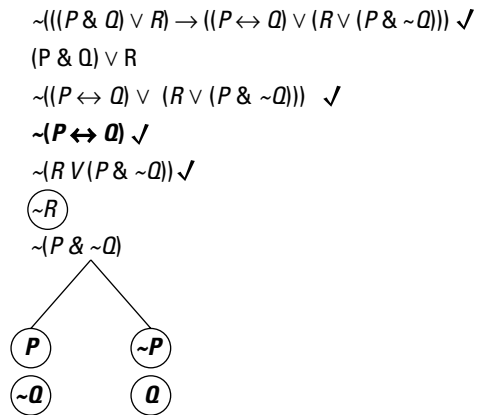 ~(((P & Q) ∨ R) → ((P ↔ Q) ∨ (R ∨ (P & ~Q))) ✓
(P & Q) ∨ R
~((P ↔ Q) ∨ (R ∨ (P & ~Q))) ✓
~(P ↔ Q) ✓
~(R V (P & ~Q)) ✓
~R
~(P & ~Q)
P ~P
~Q Q